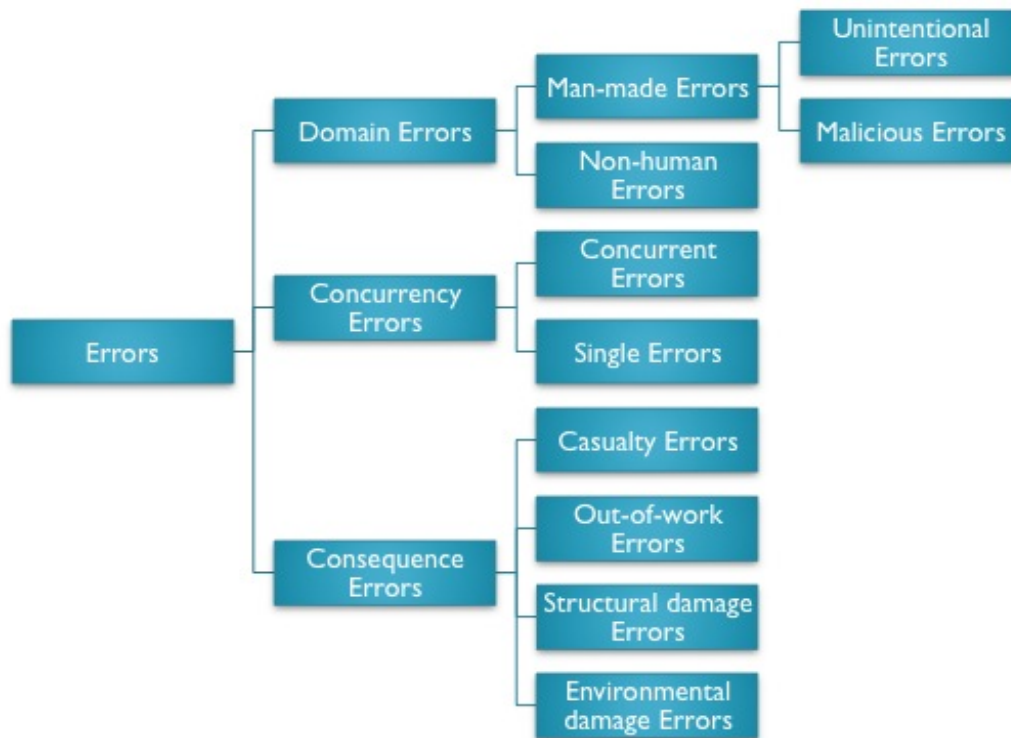 Errors
Domain Errors
Man-made Errors
Unintentional
Errors
Malicious Errors
Non-human
Errors
Concurrency
Errors
Concurrent
Errors
Single Errors
Consequence
Errors
Casualty Errors
Out-of-work
Errors
Structural damage
Errors
Environmental
damage Errors